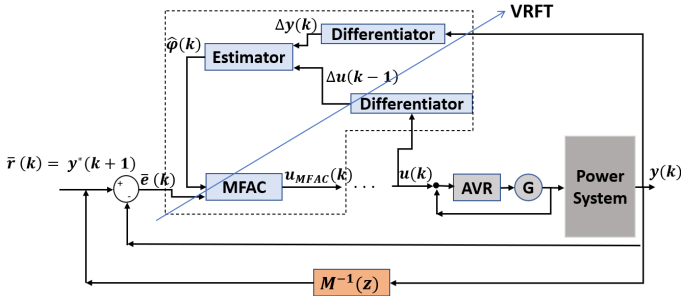 VRFT
Δy(k)
Differentiator
φ̂(k)
Estimator
Δu(k−1)
Differentiator
r̄ (k) = y*(k+1)
+
-
ē (k)
MFAC
u_MFAC(k)
. . .
u(k)
AVR
G
Power
System
y(k)
M⁻¹(z)